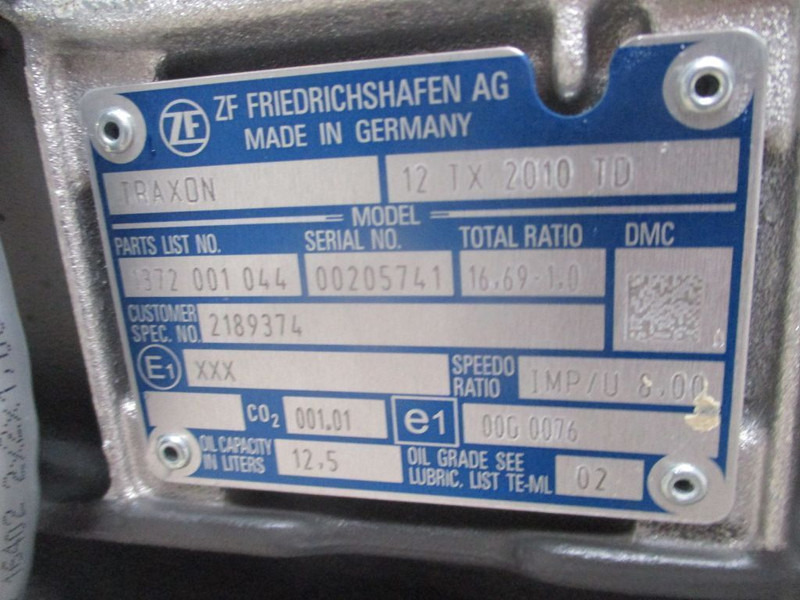 ZF ZF FRIEDRICHSHAFEN AG
MADE IN GERMANY
TRAXON 12 TX 2010 TD
MODEL
PARTS LIST NO. SERIAL NO. TOTAL RATIO DMC
1372 001 044 00205741 16,69-1,0
CUSTOMER SPEC. NO. 2189374
A
E1 XXX SPEEDO RATIO IMP/U 8.00
CO2 001.01 e1 00G 0076
OIL CAPACITY IN LITERS 12,5 OIL GRADE SEE LUBRIC. LIST TE-ML 02